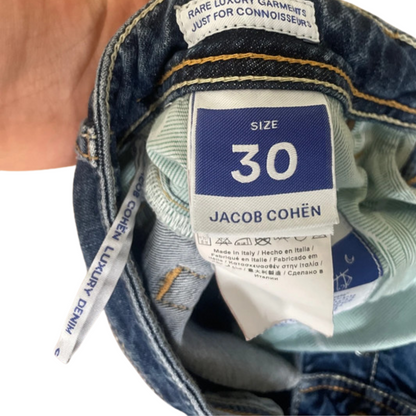 RARE LUXURY GARMENTS
JUST FOR CONNOISSEURS
SIZE
30
JACOB COHËN
Made in Italy / Hecho en Italia /
Fabriqué en Italie / Fabricado em
COHËN LUXURY DENIM